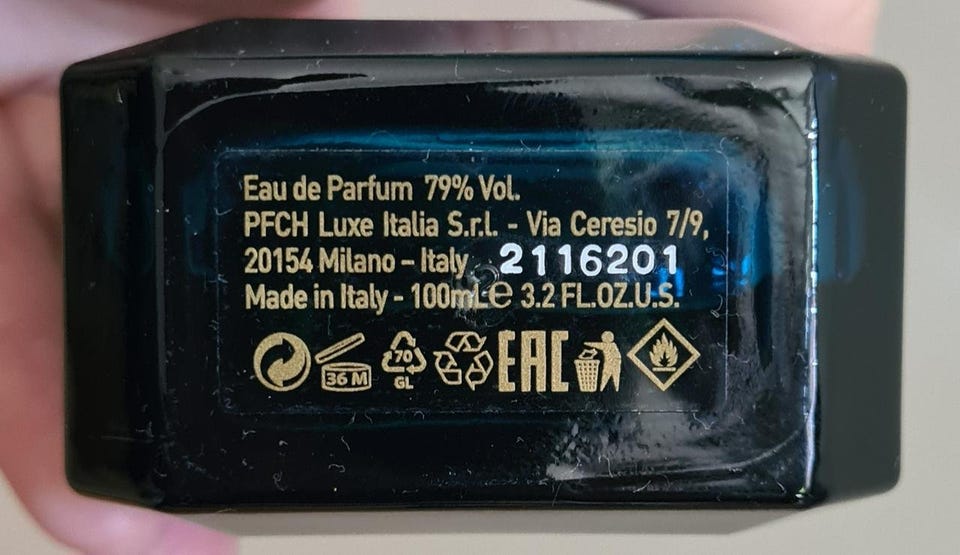 Eau de Parfum 79% Vol.
PFCH Luxe Italia S.r.l. - Via Ceresio 7/9,
20154 Milano – Italy 2116201
Made in Italy - 100mL e 3.2 FL.OZ.U.S.
36 M 70 GL EAC